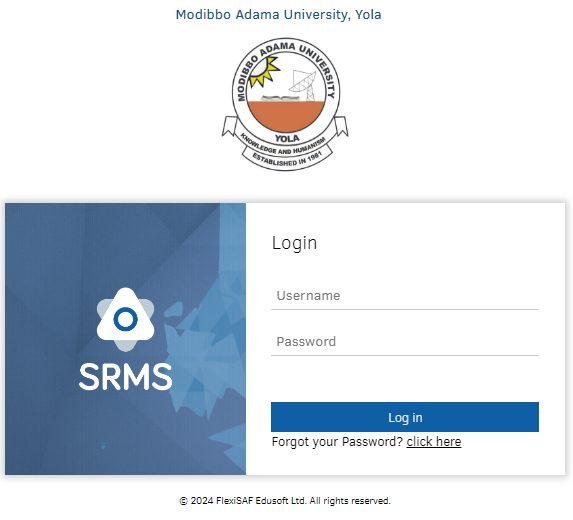 Modibbo Adama University, Yola
MODIBBO ADAMA UNIVERSITY
YOLA
KNOWLEDGE AND HUMANISM
ESTABLISHED IN 1981
Login
Username
Password
SRMS
Log in
Forgot your Password? click here
© 2024 FlexiSAF Edusoft Ltd. All rights reserved.